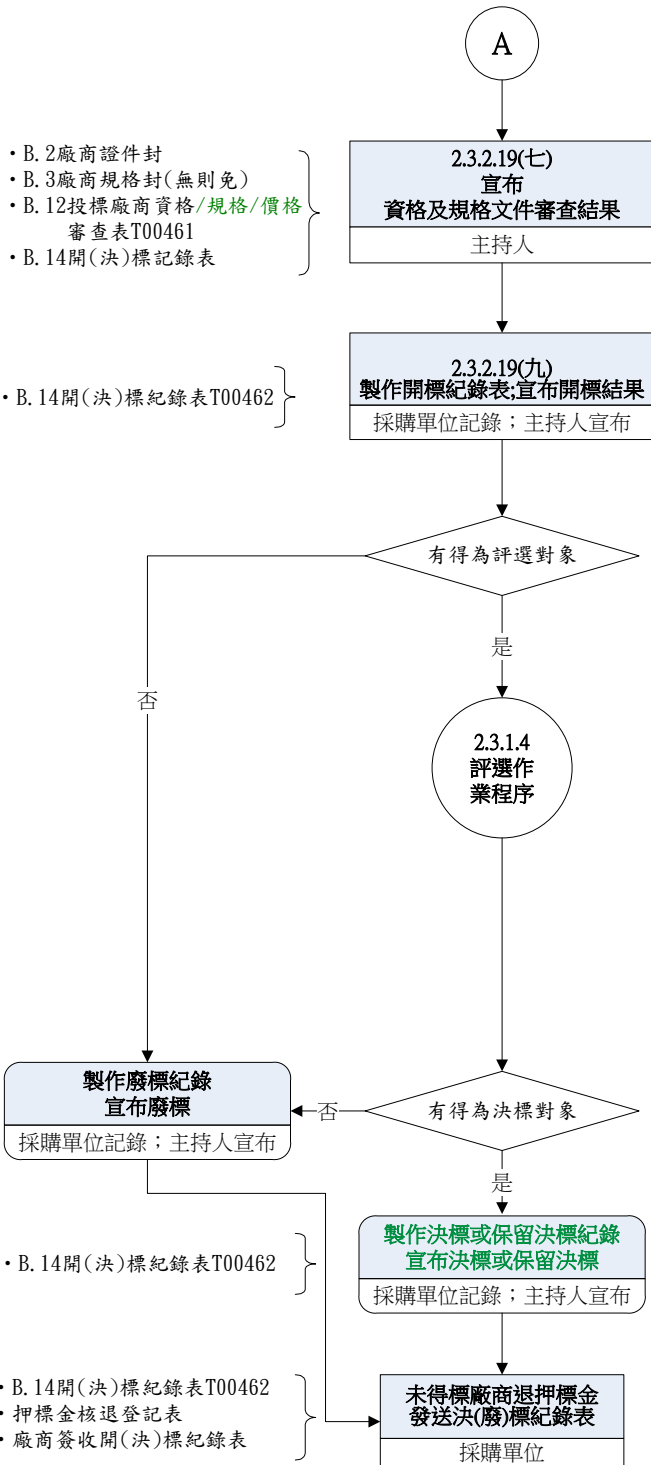 A
・B.2廠商證件封
・B.3廠商規格封(無則免)
・B.12投標廠商資格/規格/價格
審查表T00461
・B.14開(決)標記錄表
2.3.2.19(七)
宣布
資格及規格文件審查結果
主持人
・B.14開(決)標紀錄表T00462
2.3.2.19(九)
製作開標紀錄表;宣布開標結果
採購單位記錄；主持人宣布
有得為評選對象
是
否
2.3.1.4
評選作
業程序
製作廢標紀錄
宣布廢標
採購單位記錄；主持人宣布
否
有得為決標對象
是
・B.14開(決)標紀錄表T00462
製作決標或保留決標紀錄
宣布決標或保留決標
採購單位記錄；主持人宣布
・B.14開(決)標紀錄表T00462
・押標金核退登記表
・廠商簽收開(決)標紀錄表
未得標廠商退押標金
發送決(廢)標紀錄表
採購單位